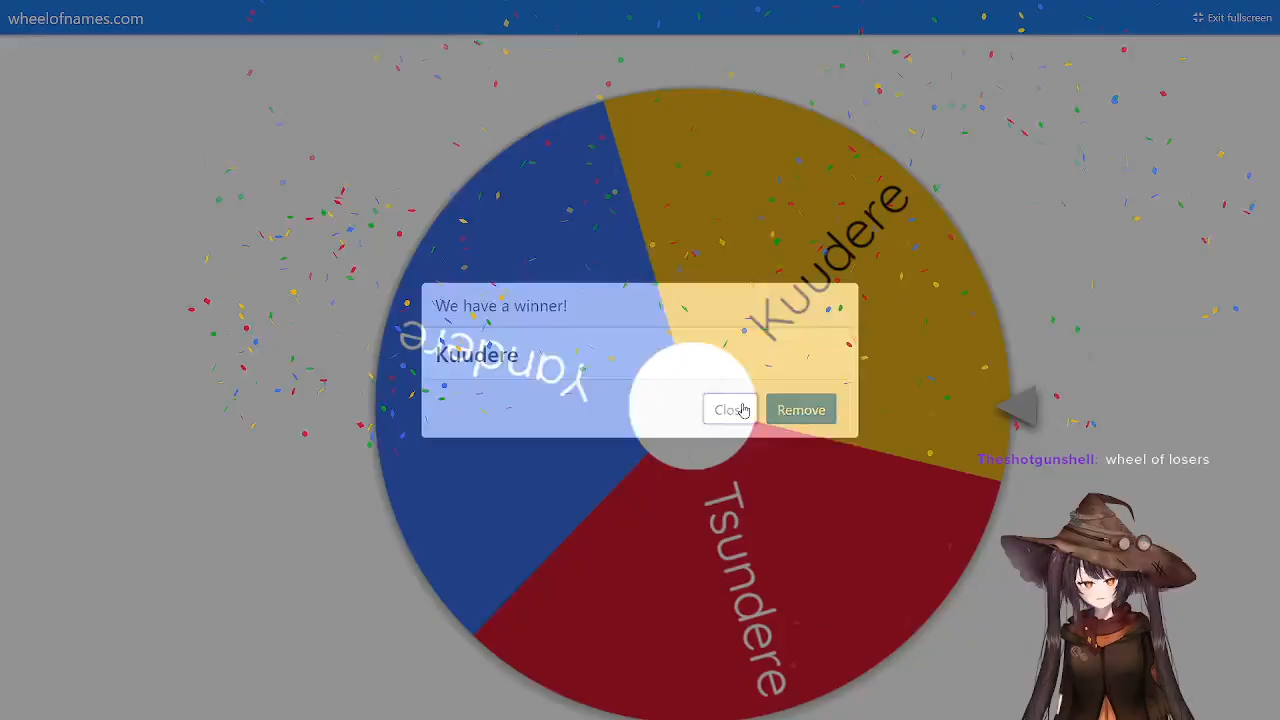 wheelofnames.com
Exit fullscreen
Kuudere
We have a winner!
Yandere
Kuudere
Close
Remove
Theshotgunshell: wheel of losers
Tsundere